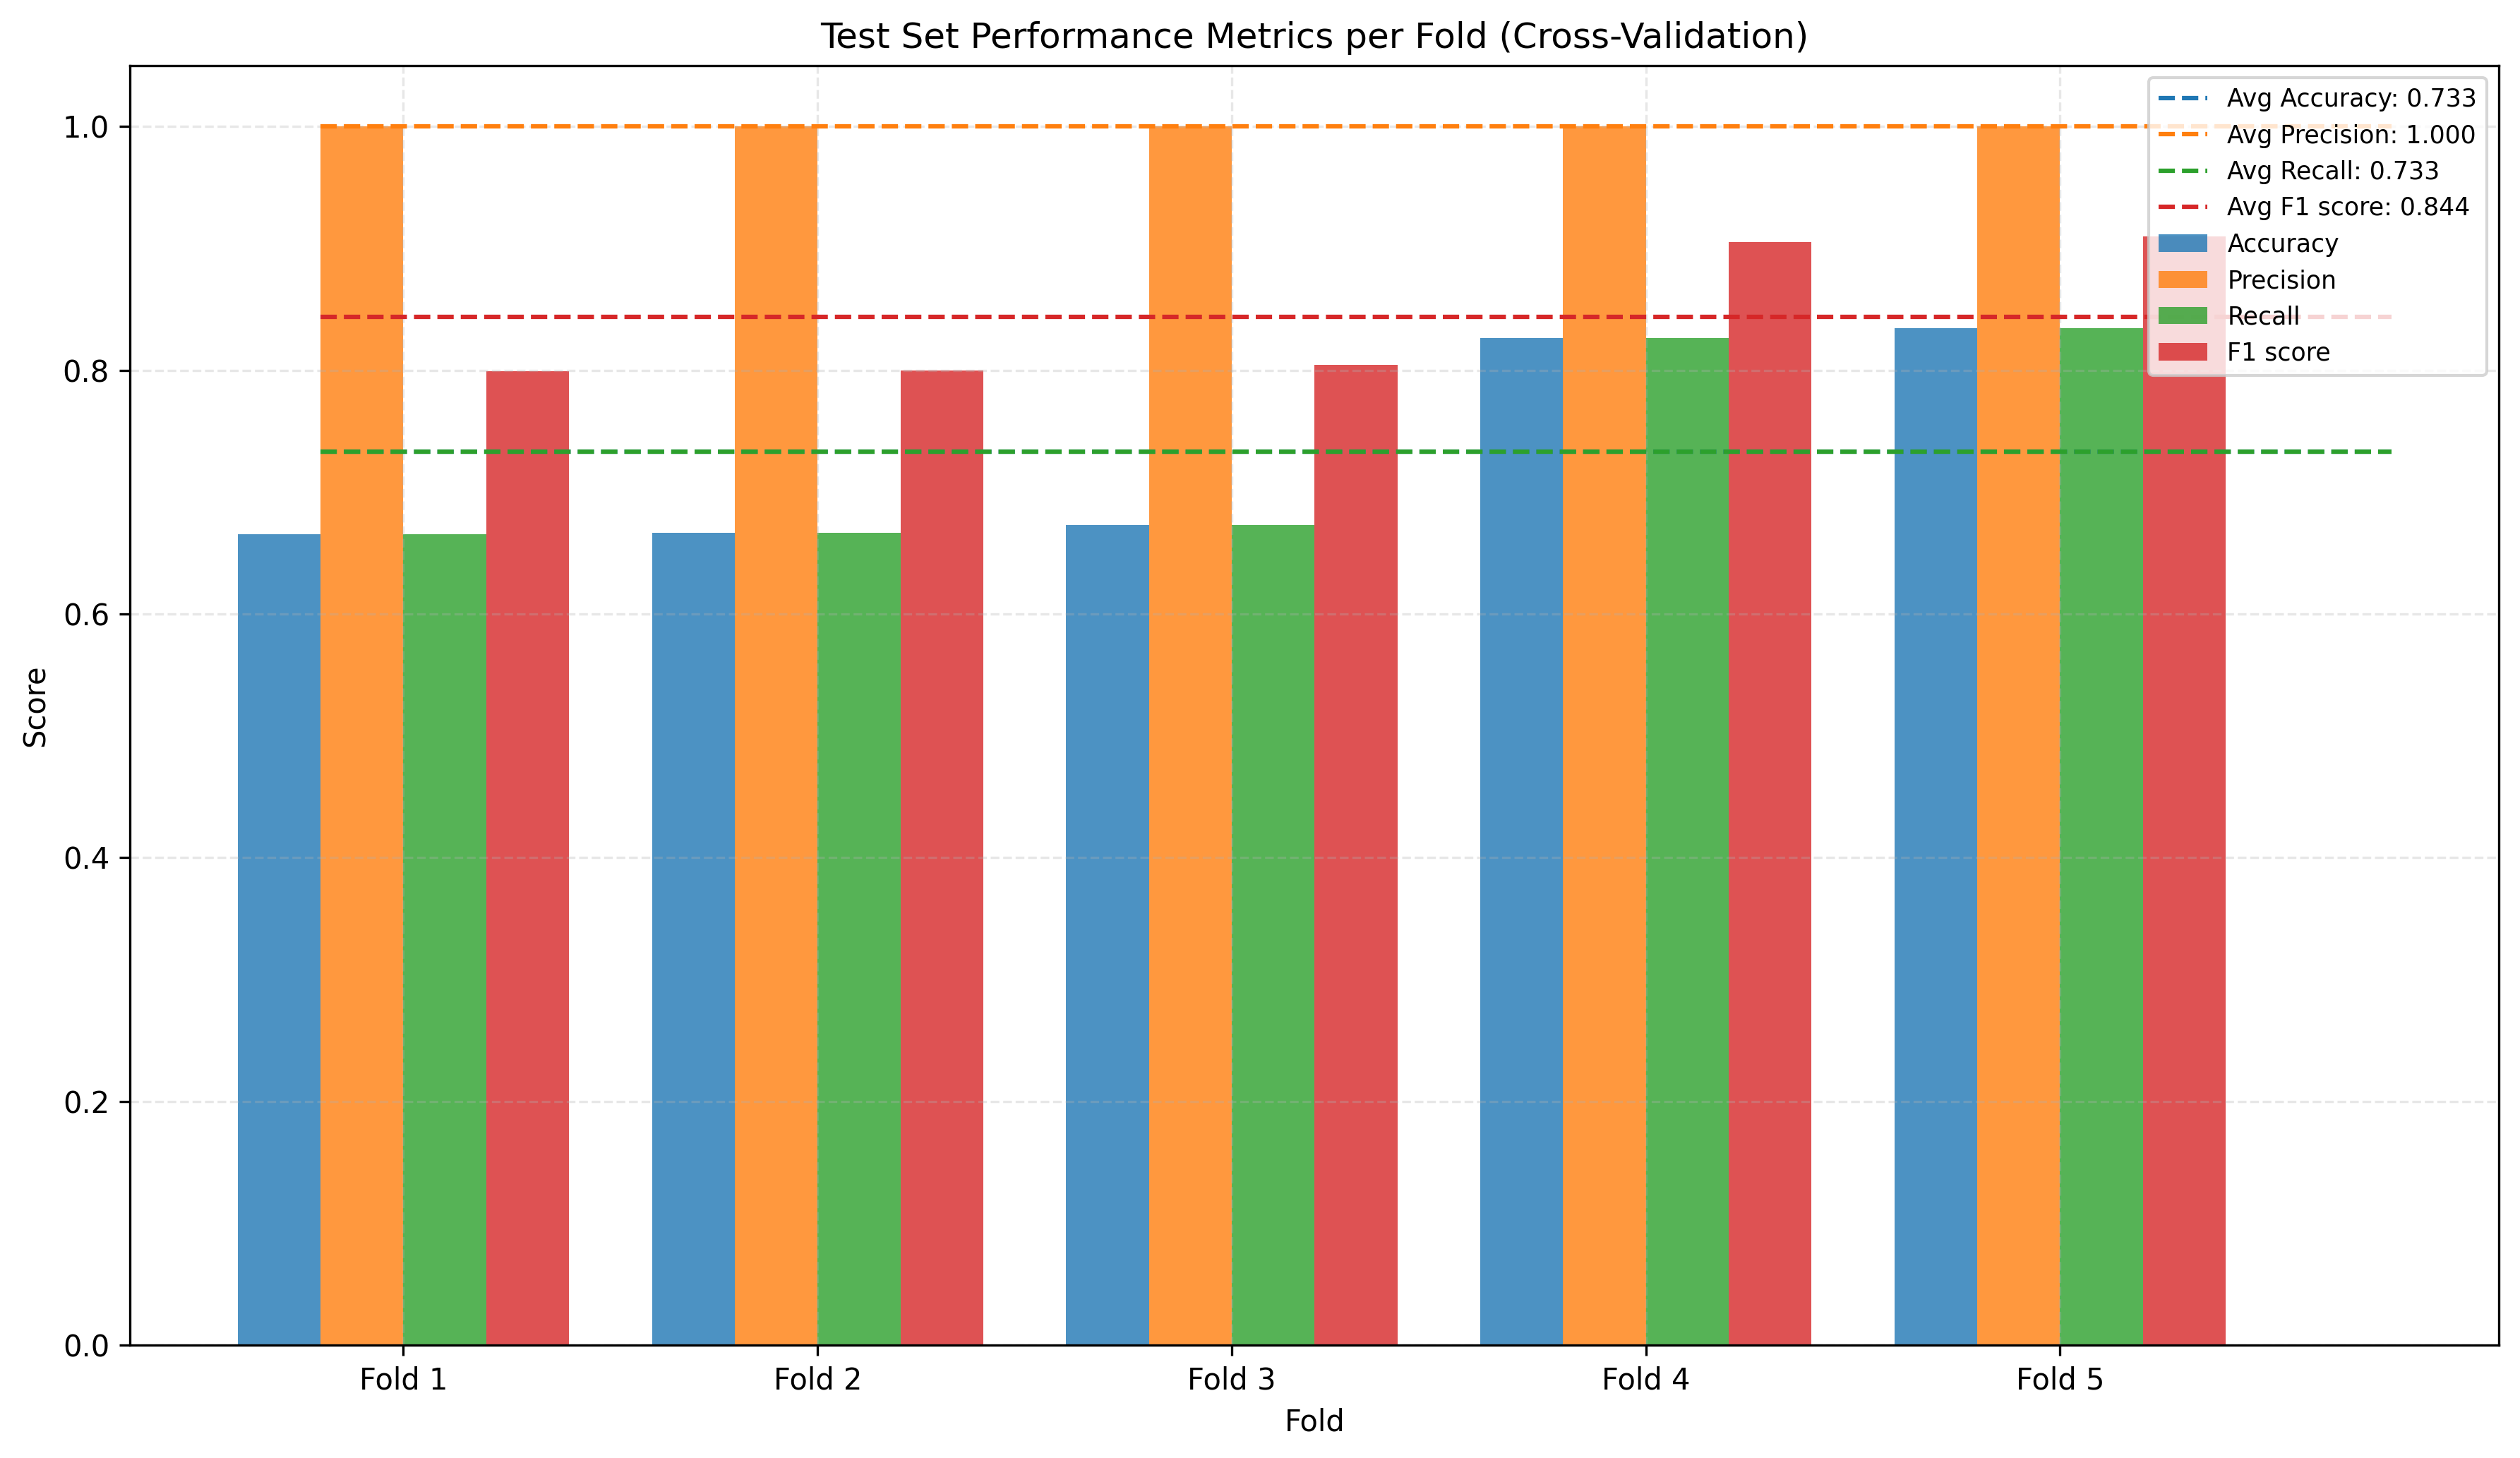 Test Set Performance Metrics per Fold (Cross-Validation)
Avg Accuracy: 0.733
Avg Precision: 1.000
Avg Recall: 0.733
Avg F1 score: 0.844
Accuracy
Precision
Recall
F1 score
1.0
0.8
0.6
0.4
0.2
0.0
Score
Fold 1
Fold 2
Fold 3
Fold 4
Fold 5
Fold